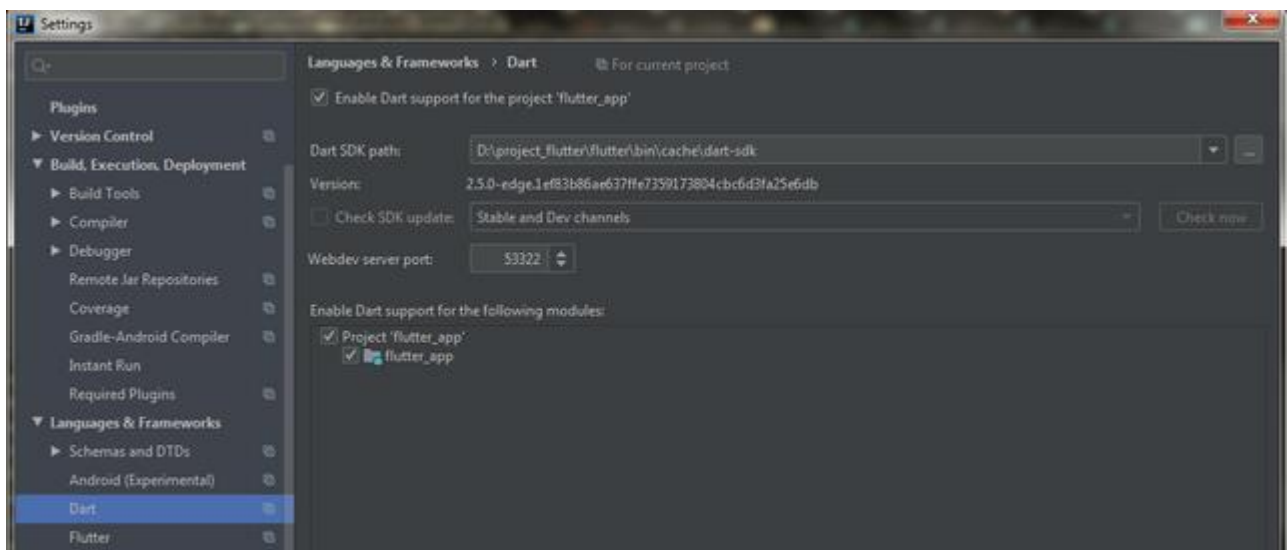 Settings
Plugins
Version Control
Build, Execution, Deployment
Build Tools
Compiler
Debugger
Remote Jar Repositories
Coverage
Gradle-Android Compiler
Instant Run
Required Plugins
Languages & Frameworks
Schemas and DTDs
Android (Experimental)
Dart
Flutter
Languages & Frameworks › Dart For current project
Enable Dart support for the project 'flutter_app'
Dart SDK path: D:\project_flutter\flutter\bin\cache\dart-sdk ...
Version: 2.5.0-edge.1ef83b86ae637ffe7359173804cbc6d3fa25e6db
Check SDK update: Stable and Dev channels Check now
Webdev server port: 53322
Enable Dart support for the following modules:
Project 'flutter_app'
flutter_app